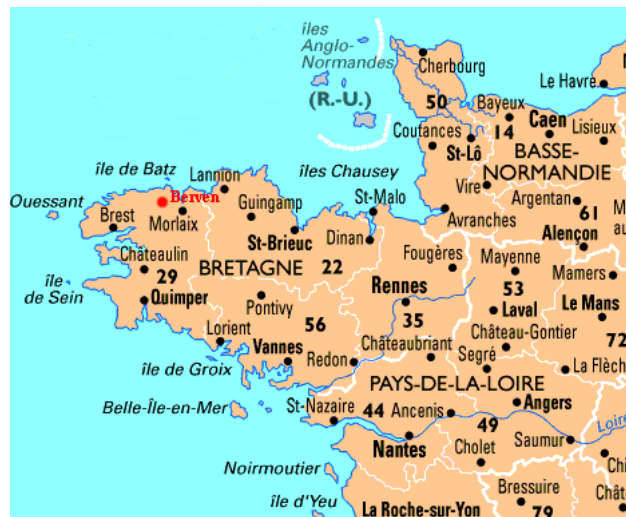 îles
Anglo-
Normandes
(R.-U.)
Cherbourg
Le Havre
50
Bayeux
14
Caen
Lisieux
Coutances
St-Lô
BASSE-
NORMANDIE
île de Batz
Lannion
îles Chausey
Vire
Ouessant
Berven
St-Malo
Argentan
61
Guingamp
Avranches
Brest
Morlaix
St-Brieuc
Dinan
Alençon
Châteaulin
29
BRETAGNE
22
Fougères
Mayenne
53
Mamers
île
de Sein
Quimper
Pontivy
Rennes
Laval
Le Mans
Lorient
56
35
Château-Gontier
72
Vannes
Redon
Châteaubriant
Segré
La Flèch
île de Groix
PAYS-DE-LA-LOIRE
Belle-Île-en-Mer
St-Nazaire
44
Ancenis
Angers
49
Loire
Nantes
Cholet
Saumur
Noirmoutier
Chi
île d'Yeu
La Roche-sur-Yon
Bressuire
79
Chât